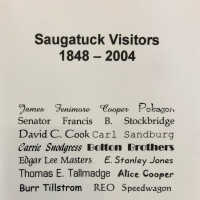 Saugatuck Visitors
1848 – 2004
James Fenimore Cooper Pokagon
Senator Francis B. Stockbridge
David C. Cook Carl Sandburg
Carrie Snodgress Bolton Brothers
Edgar Lee Masters E. Stanley Jones
Thomas E. Tallmadge Alice Cooper
Burr Tillstrom REO Speedwagon